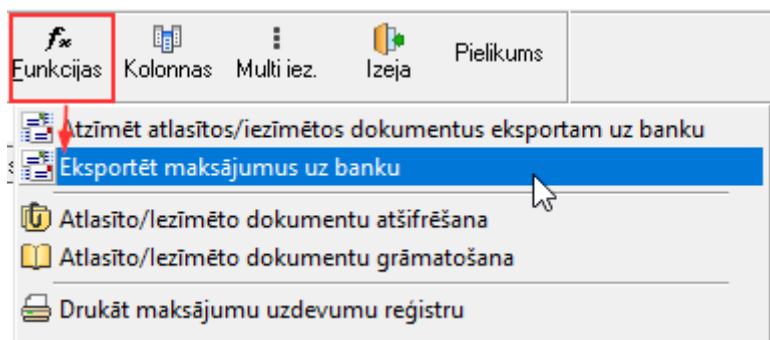 Funkcijas
Kolonnas
Multi iez.
Izeja
Pielikums
Atzīmēt atlasītos/iezīmētos dokumentus eksportam uz banku
Eksportēt maksājumus uz banku
Atlasīto/Iezīmēto dokumentu atšifrēšana
Atlasīto/Iezīmēto dokumentu grāmatošana
Drukāt maksājumu uzdevumu reģistru